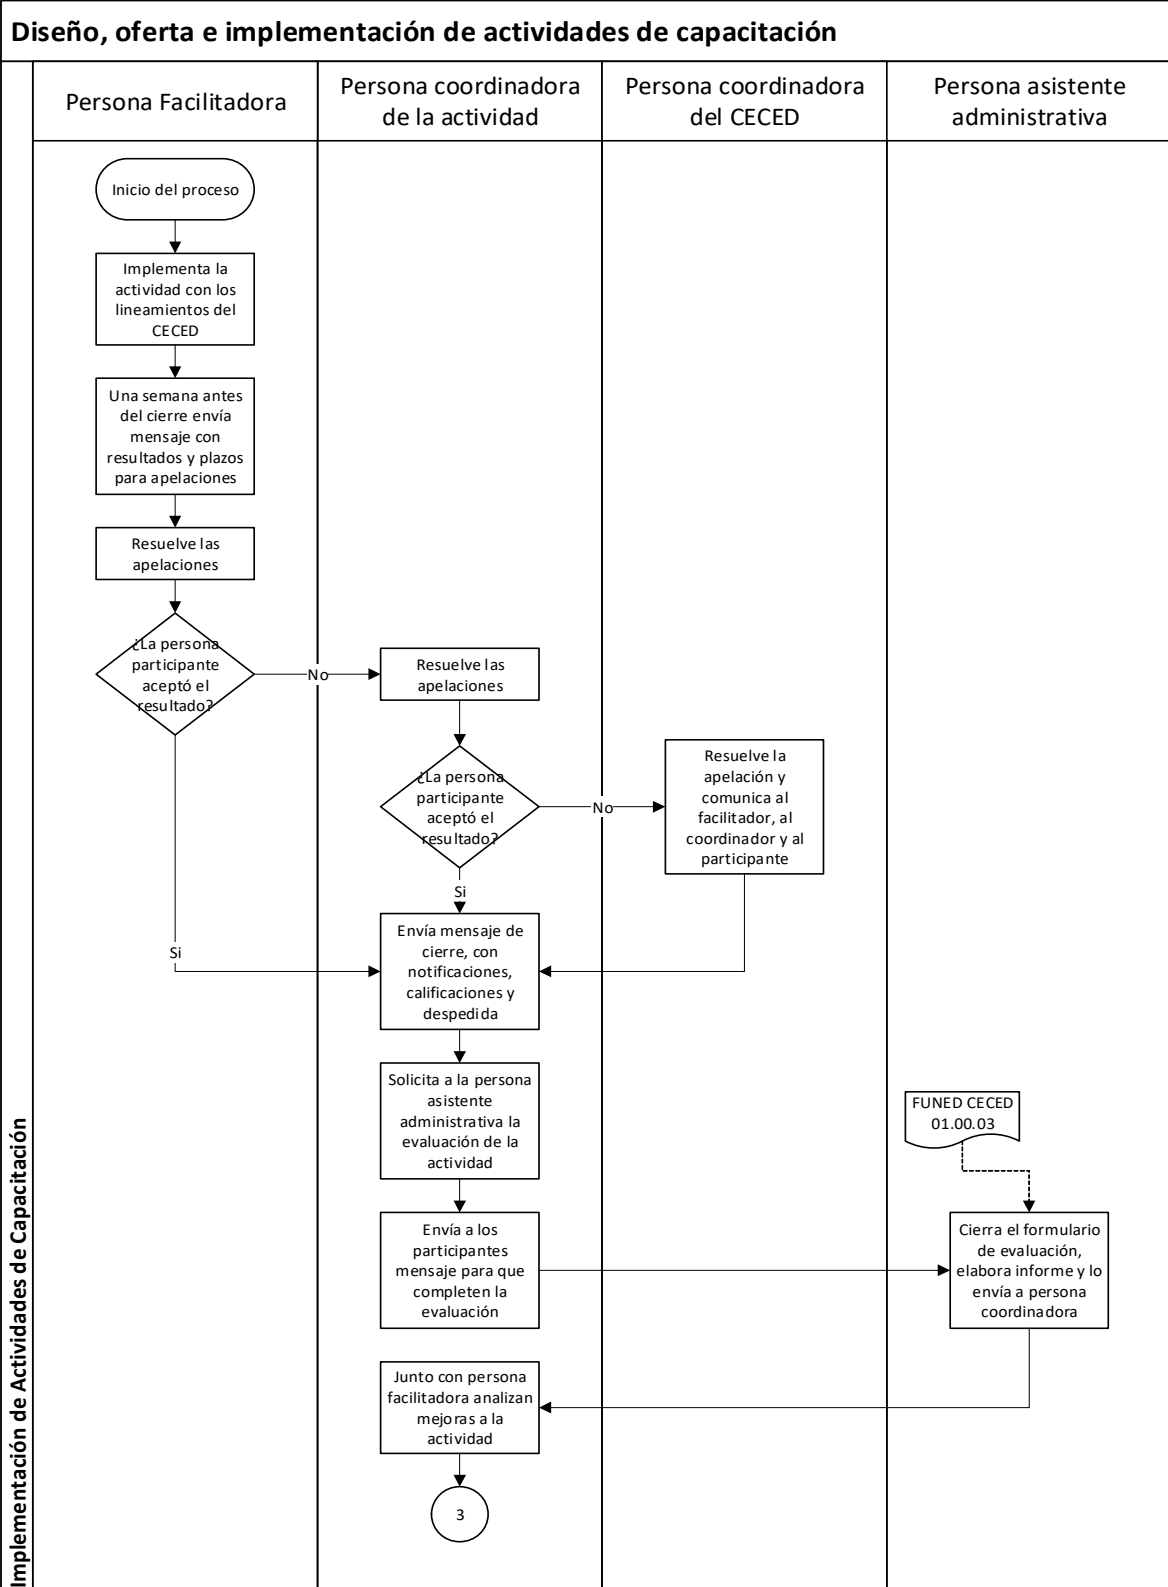 Diseño, oferta e implementación de actividades de capacitación
Persona Facilitadora
Persona coordinadora
de la actividad
Persona coordinadora
del CECED
Persona asistente
administrativa
Implementación de Actividades de Capacitación
Inicio del proceso
Implementa la
actividad con los
lineamientos del
CECED
Una semana antes
del cierre envía
mensaje con
resultados y plazos
para apelaciones
Resuelve las
apelaciones
¿La persona
participante
aceptó el
resultado?
No
Si
Resuelve las
apelaciones
¿La persona
participante
aceptó el
resultado?
No
Si
Resuelve la
apelación y
comunica al
facilitador, al
coordinador y al
participante
Envía mensaje de
cierre, con
notificaciones,
calificaciones y
despedida
Solicita a la persona
asistente
administrativa la
evaluación de la
actividad
Envía a los
participantes
mensaje para que
completen la
evaluación
FUNED CECED
01.00.03
Cierra el formulario
de evaluación,
elabora informe y lo
envía a persona
coordinadora
Junto con persona
facilitadora analizan
mejoras a la
actividad
3